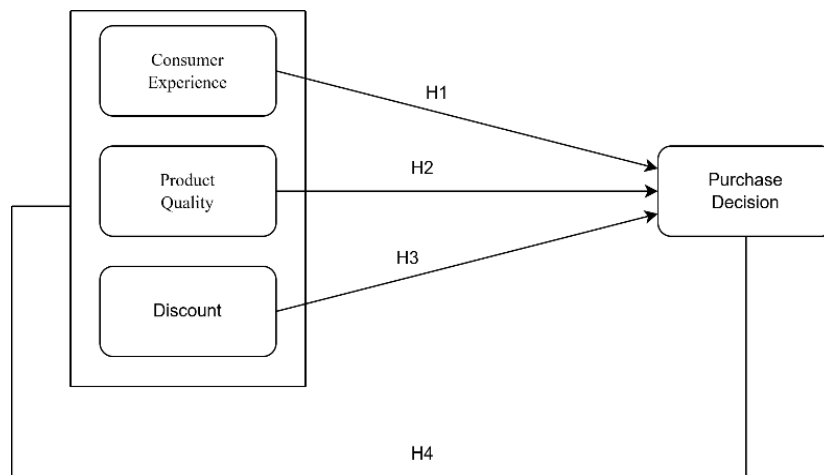 Consumer
Experience
H1
Product
Quality
H2
Purchase
Decision
H3
Discount
H4